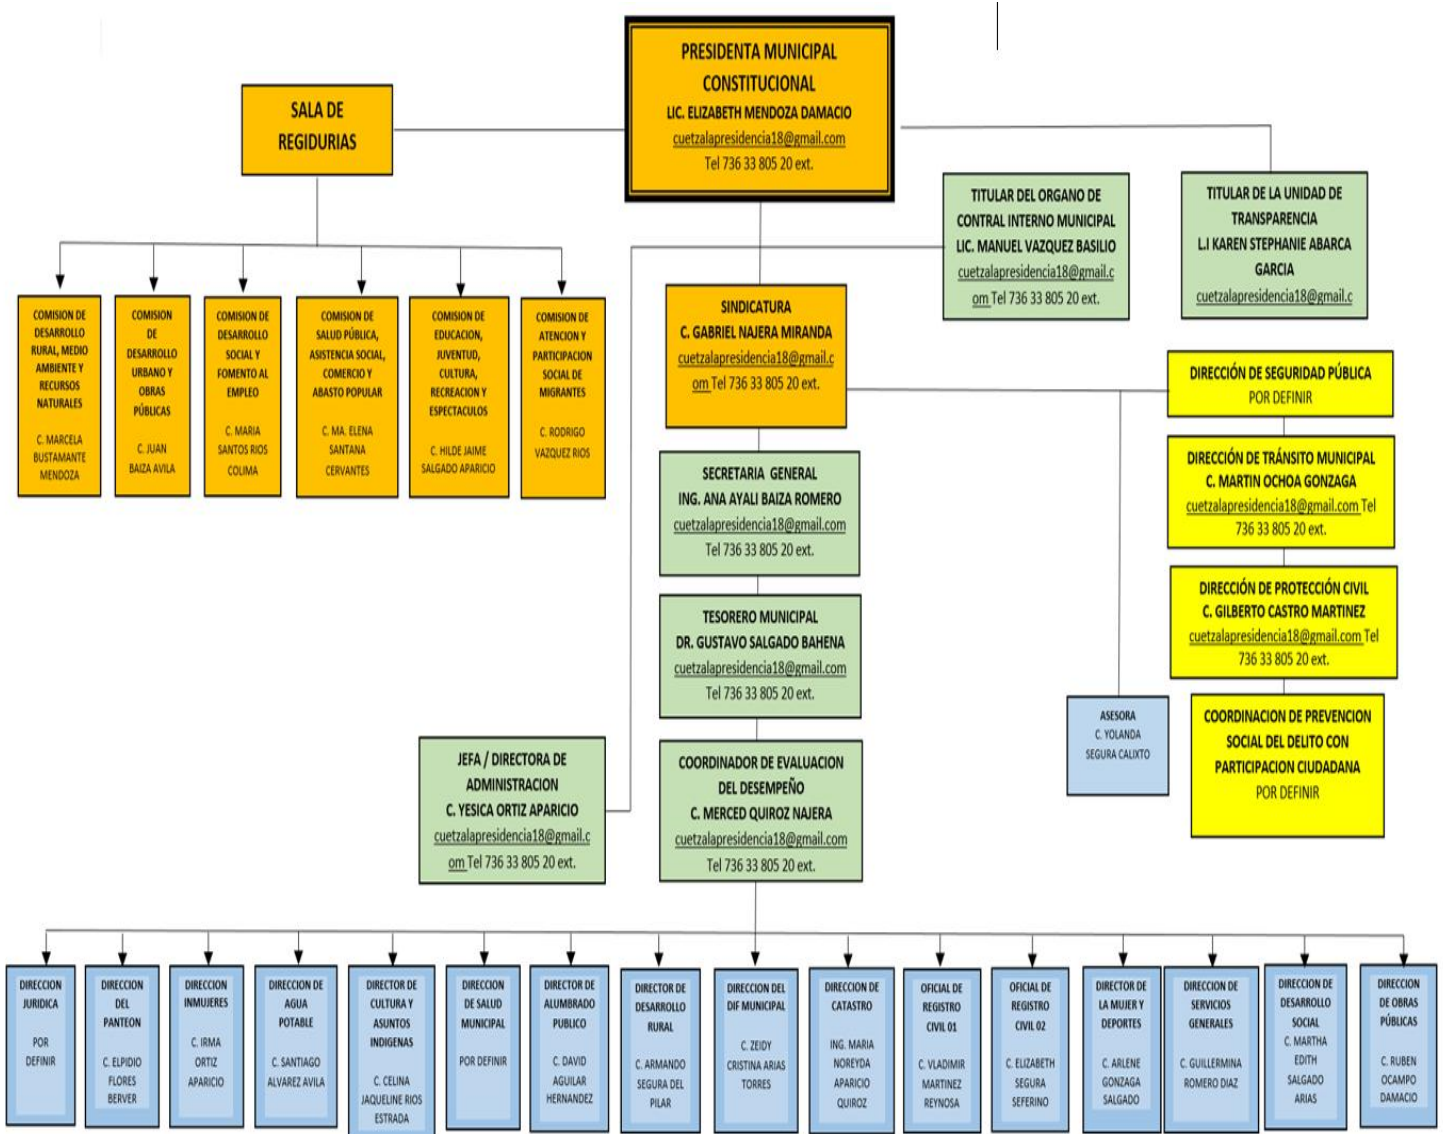 PRESIDENTA MUNICIPAL
CONSTITUCIONAL
LIC. ELIZABETH MENDOZA DAMACIO
cuetzalapresidencia18@gmail.com
Tel 736 33 805 20 ext.
SALA DE
REGIDURIAS
TITULAR DEL ORGANO DE
CONTRAL INTERNO MUNICIPAL
LIC. MANUEL VAZQUEZ BASILIO
cuetzalapresidencia18@gmail.c
om Tel 736 33 805 20 ext.
TITULAR DE LA UNIDAD DE
TRANSPARENCIA
L.I KAREN STEPHANIE ABARCA
GARCIA
cuetzalapresidencia18@gmail.c
COMISION DE
DESARROLLO
RURAL, MEDIO
AMBIENTE Y
RECURSOS
NATURALES
C. MARCELA
BUSTAMANTE
MENDOZA
COMISION
DE
DESARROLLO
URBANO Y
OBRAS
PÚBLICAS
C. JUAN
BAIZA AVILA
COMISION DE
DESARROLLO
SOCIAL Y
FOMENTO AL
EMPLEO
C. MARIA
SANTOS RIOS
COLIMA
COMISION DE
SALUD PÚBLICA,
ASISTENCIA SOCIAL,
COMERCIO Y
ABASTO POPULAR
C. MA. ELENA
SANTANA
CERVANTES
COMISION DE
EDUCACION,
JUVENTUD,
CULTURA,
RECREACION Y
ESPECTACULOS
C. HILDE JAIME
SALGADO APARICIO
COMISION DE
ATENCION Y
PARTICIPACION
SOCIAL DE
MIGRANTES
C. RODRIGO
VAZQUEZ RIOS
SINDICATURA
C. GABRIEL NAJERA MIRANDA
cuetzalapresidencia18@gmail.c
om Tel 736 33 805 20 ext.
DIRECCIÓN DE SEGURIDAD PÚBLICA
POR DEFINIR
DIRECCIÓN DE TRÁNSITO MUNICIPAL
C. MARTIN OCHOA GONZAGA
cuetzalapresidencia18@gmail.com Tel
736 33 805 20 ext.
SECRETARIA GENERAL
ING. ANA AYALI BAIZA ROMERO
cuetzalapresidencia18@gmail.com
Tel 736 33 805 20 ext.
DIRECCIÓN DE PROTECCIÓN CIVIL
C. GILBERTO CASTRO MARTINEZ
cuetzalapresidencia18@gmail.com Tel
736 33 805 20 ext.
TESORERO MUNICIPAL
DR. GUSTAVO SALGADO BAHENA
cuetzalapresidencia18@gmail.com
Tel 736 33 805 20 ext.
ASESORA
C. YOLANDA
SEGURA CALIXTO
COORDINACION DE PREVENCION
SOCIAL DEL DELITO CON
PARTICIPACION CIUDADANA
POR DEFINIR
JEFA / DIRECTORA DE
ADMINISTRACION
C. YESICA ORTIZ APARICIO
cuetzalapresidencia18@gmail.c
om Tel 736 33 805 20 ext.
COORDINADOR DE EVALUACION
DEL DESEMPEÑO
C. MERCED QUIROZ NAJERA
cuetzalapresidencia18@gmail.com
Tel 736 33 805 20 ext.
DIRECCION
JURIDICA
POR
DEFINIR
DIRECCION
DEL
PANTEON
C. ELPIDIO
FLORES
BERVER
DIRECCION
INMUJERES
C. IRMA
ORTIZ
APARICIO
DIRECCION DE
AGUA
POTABLE
C. SANTIAGO
ALVAREZ AVILA
DIRECTOR DE
CULTURA Y
ASUNTOS
INDIGENAS
C. CELINA
JAQUELINE RIOS
ESTRADA
DIRECCION
DE SALUD
MUNICIPAL
POR DEFINIR
DIRECTOR DE
ALUMBRADO
PUBLICO
C. DAVID
AGUILAR
HERNANDEZ
DIRECTOR DE
DESARROLLO
RURAL
C. ARMANDO
SEGURA DEL
PILAR
DIRECCION DEL
DIF MUNICIPAL
C. ZEIDY
CRISTINA ARIAS
TORRES
DIRECCION DE
CATASTRO
ING. MARIA
NOREYDA
APARICIO
QUIROZ
OFICIAL DE
REGISTRO
CIVIL 01
C. VLADIMIR
MARTINEZ
REYNOSA
OFICIAL DE
REGISTRO
CIVIL 02
C. ELIZABETH
SEGURA
SEFERINO
DIRECTOR DE
LA MUJER Y
DEPORTES
C. ARLENE
GONZAGA
SALGADO
DIRECCION DE
SERVICIOS
GENERALES
C. GUILLERMINA
ROMERO DIAZ
DIRECCION DE
DESARROLLO
SOCIAL
C. MARTHA
EDITH
SALGADO
ARIAS
DIRECCION
DE OBRAS
PÚBLICAS
C. RUBEN
OCAMPO
DAMACIO